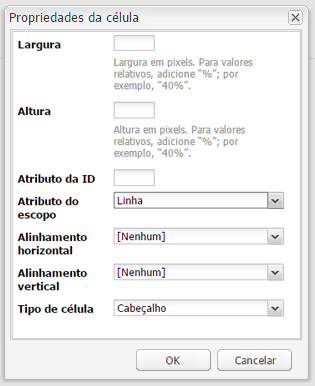 Propriedades da célula
Largura
Largura em pixels. Para valores
relativos, adicione “%”; por
exemplo, “40%”.
Altura
Altura em pixels. Para valores
relativos, adicione “%”; por
exemplo, “40%”.
Atributo da ID
Atributo do
escopo
Linha
Alinhamento
horizontal
[Nenhum]
Alinhamento
vertical
[Nenhum]
Tipo de célula
Cabeçalho
OK
Cancelar